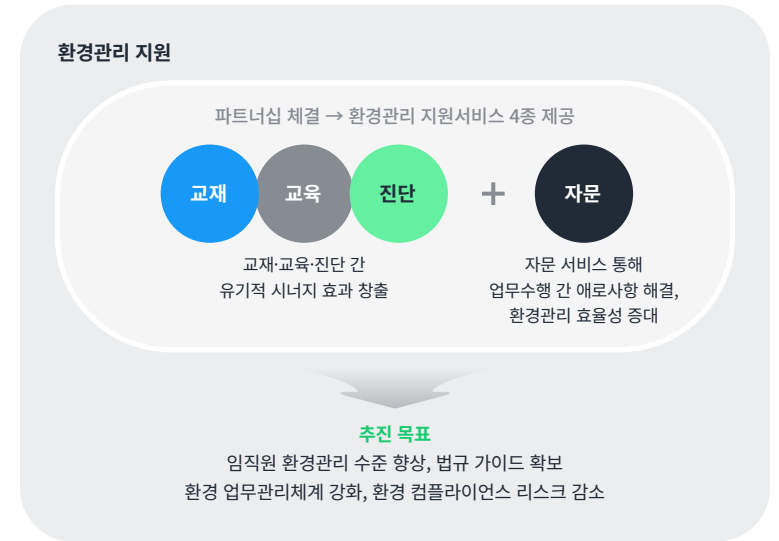 환경관리 지원
파트너십 체결 → 환경관리 지원서비스 4종 제공
교재 교육 진단 + 자문
교재·교육·진단 간
유기적 시너지 효과 창출
자문 서비스 통해
업무수행 간 애로사항 해결,
환경관리 효율성 증대
추진 목표
임직원 환경관리 수준 향상, 법규 가이드 확보
환경 업무관리체계 강화, 환경 컴플라이언스 리스크 감소